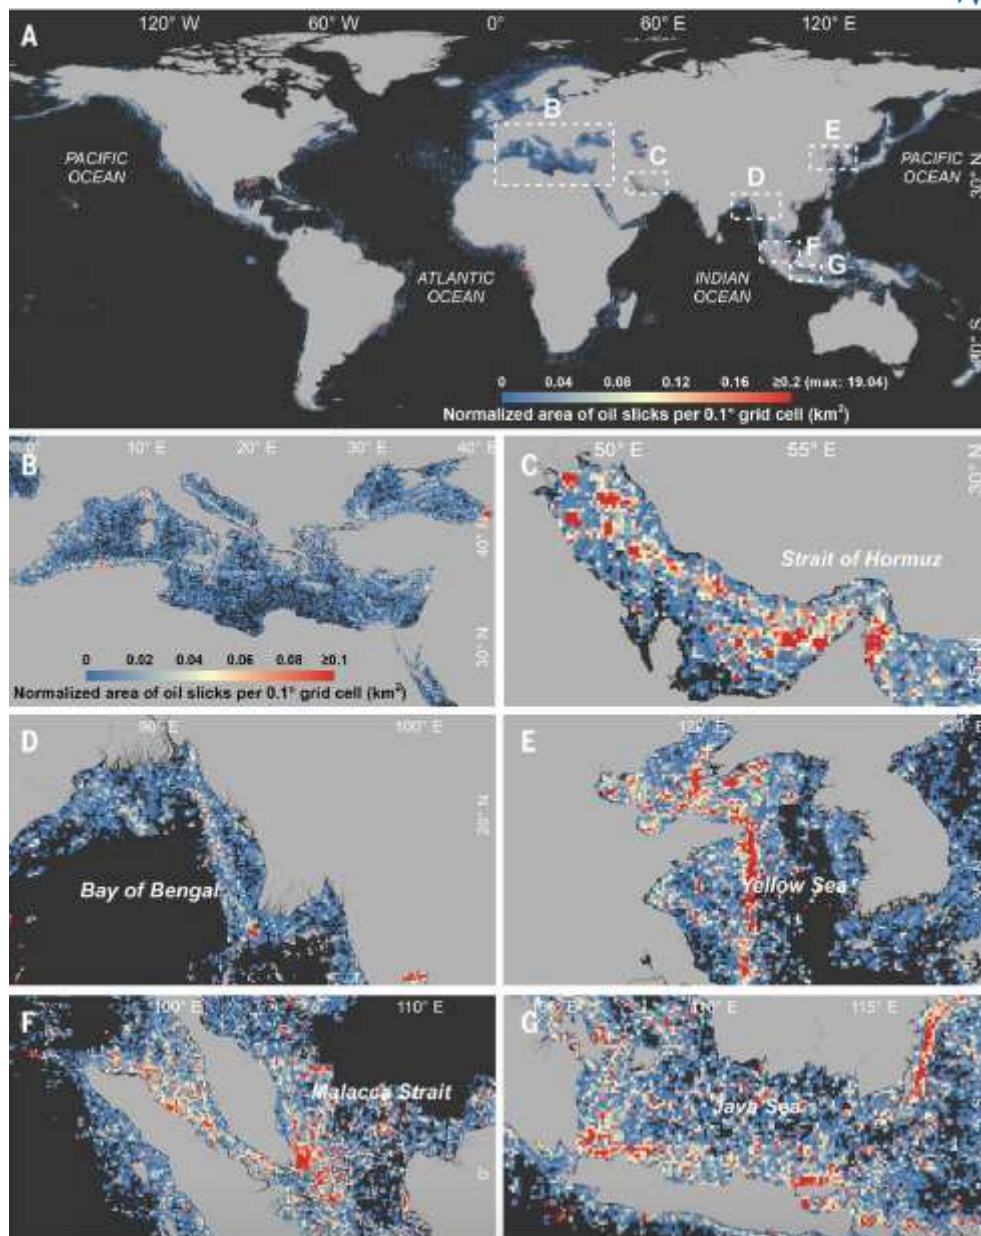 A
120° W 60° W 0° 60° E 120° E
B
E
C
D
F
G
PACIFIC
OCEAN
PACIFIC
OCEAN
30° N
ATLANTIC
OCEAN
INDIAN
OCEAN
0 0.04 0.08 0.12 0.16 ≥0.2 (max: 19.04)
Normalized area of oil slicks per 0.1° grid cell (km²)
B
0° 10° E 20° E 30° E 40° E
40° N
30° N
0 0.02 0.04 0.06 0.08 ≥0.1
Normalized area of oil slicks per 0.1° grid cell (km²)
C
50° E 55° E
30° N
Strait of Hormuz
D
90° E 100° E
20° N
Bay of Bengal
E
120° E
Yellow Sea
F
100° E 110° E
Malacca Strait
0°
G
110° E 115° E
Java Sea